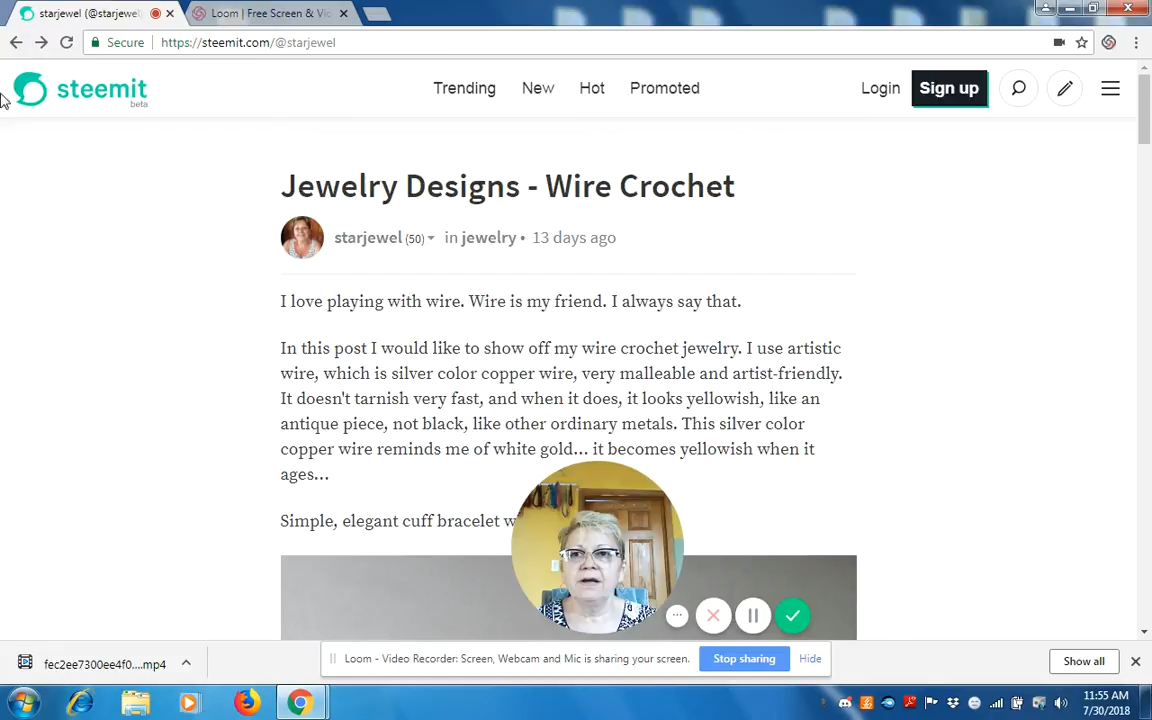 starjewel (@starjewel
Loom | Free Screen & Vi
Secure
https://steemit.com/@starjewel
steemit
beta
Trending
New
Hot
Promoted
Login
Sign up
Jewelry Designs - Wire Crochet
starjewel (50) in jewelry • 13 days ago
I love playing with wire. Wire is my friend. I always say that.
In this post I would like to show off my wire crochet jewelry. I use artistic
wire, which is silver color copper wire, very malleable and artist-friendly.
It doesn't tarnish very fast, and when it does, it looks yellowish, like an
antique piece, not black, like other ordinary metals. This silver color
copper wire reminds me of white gold... it becomes yellowish when it
ages...
Simple, elegant cuff bracelet w
Loom - Video Recorder: Screen, Webcam and Mic is sharing your screen.
Stop sharing
Hide
fec2ee7300ee4f0....mp4
Show all
11:55 AM
7/30/2018